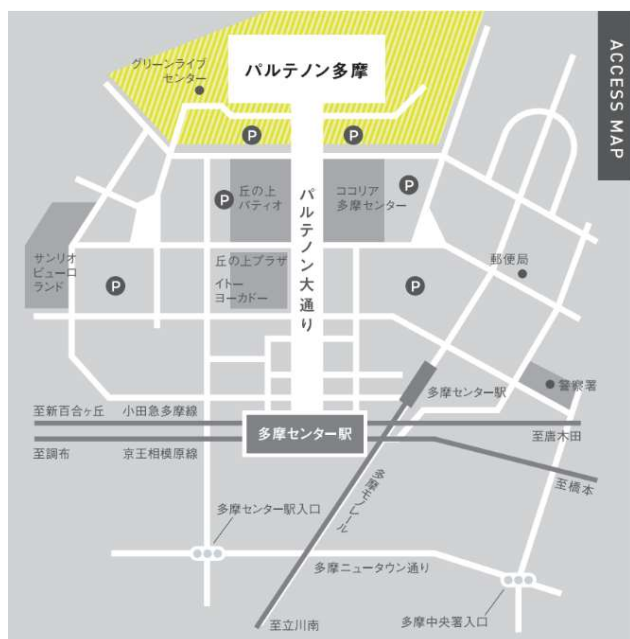 ACCESS MAP
グリーンライブ
センター
パルテノン多摩
P
P
P
丘の上
パティオ
パルテノン大通り
ココリア
多摩センター
P
サンリオ
ピューロ
ランド
P
丘の上プラザ
イトー
ヨーカドー
P
郵便局
多摩センター駅
警察署
至新百合ヶ丘
小田急多摩線
多摩センター駅
至唐木田
至調布
京王相模原線
至橋本
多摩モノレール
多摩センター駅入口
多摩ニュータウン通り
至立川南
多摩中央署入口